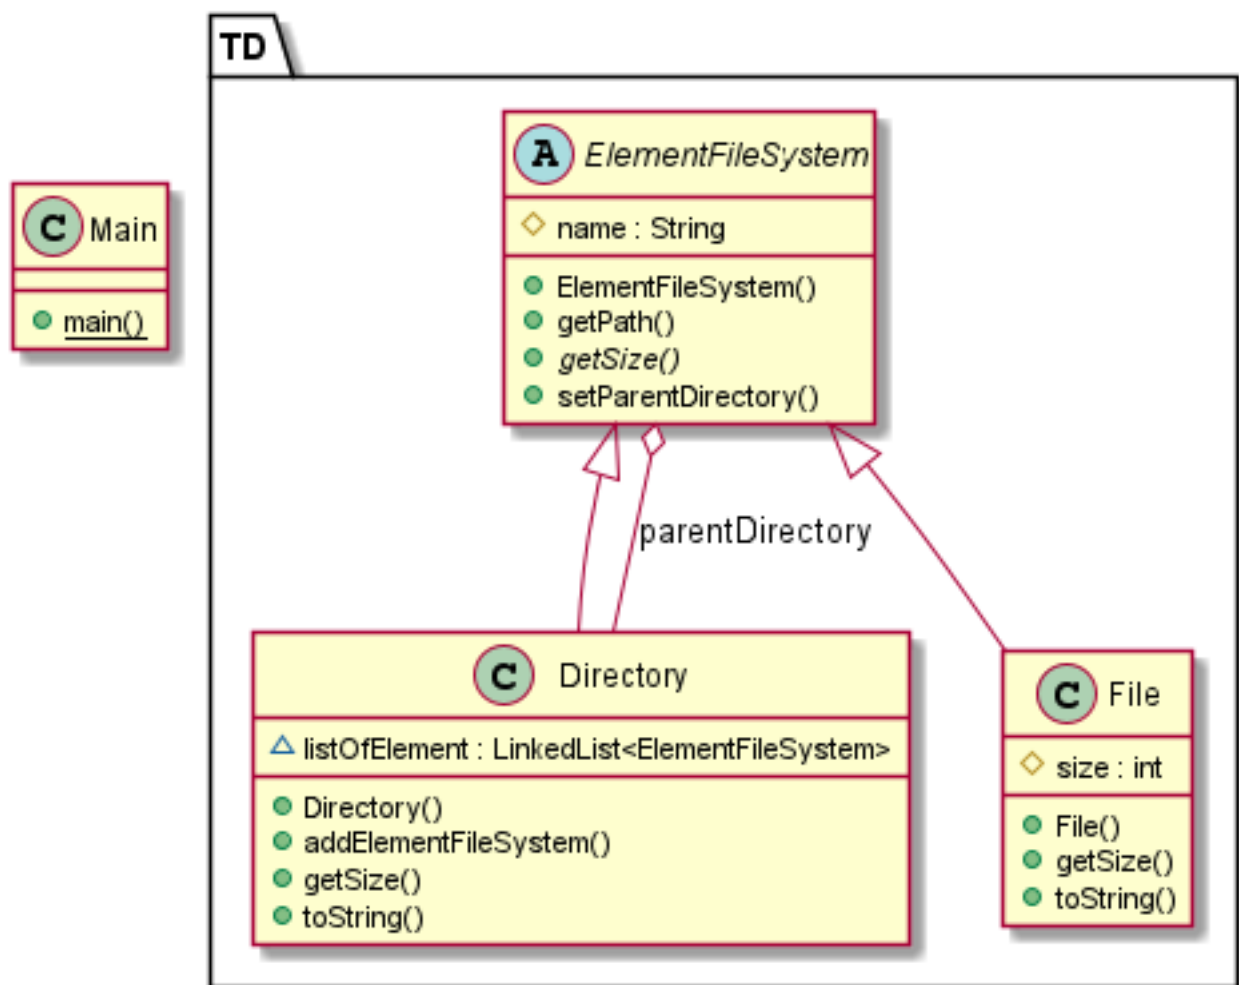 TD
C Main
main()
A ElementFileSystem
name : String
ElementFileSystem()
getPath()
getSize()
setParentDirectory()
parentDirectory
C Directory
listOfElement : LinkedList<ElementFileSystem>
Directory()
addElementFileSystem()
getSize()
toString()
C File
size : int
File()
getSize()
toString()